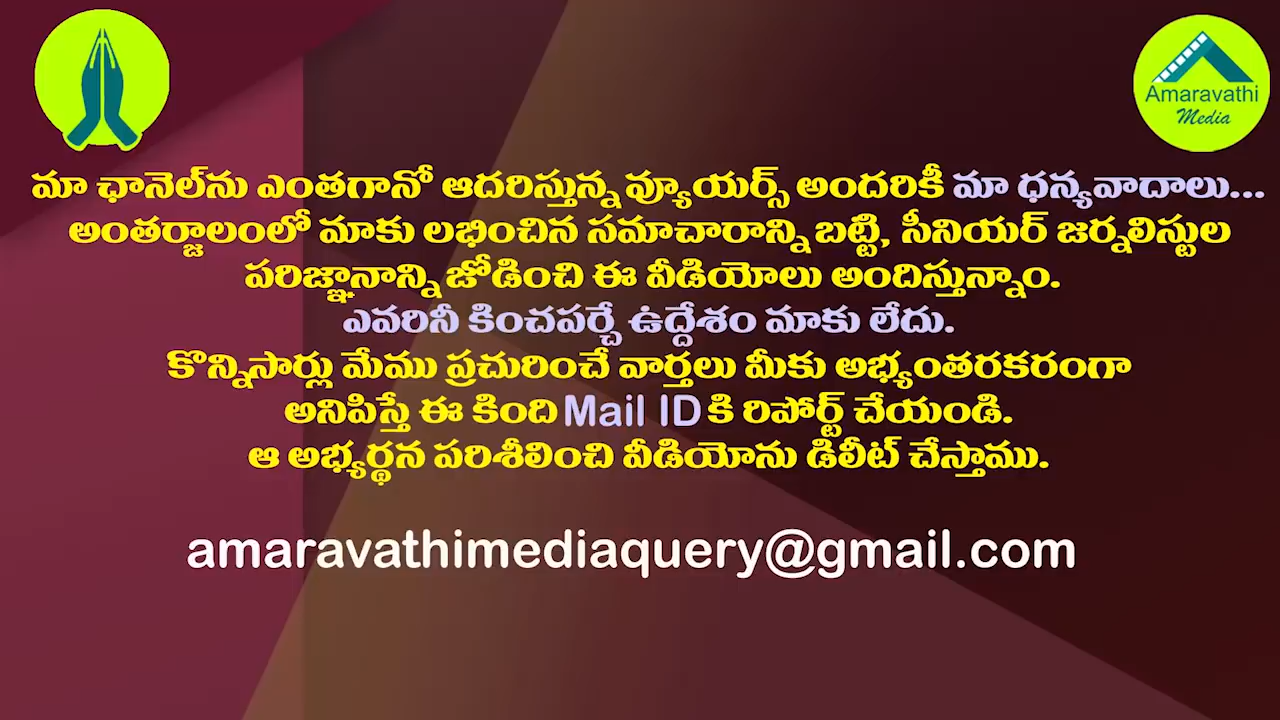 Amaravathi
Media
మా ఛానెల్‌ను ఎంతగానో ఆదరిస్తున్న వ్యూయర్స్ అందరికీ మా ధన్యవాదాలు...
అంతర్జాలంలో మాకు లభించిన సమాచారాన్ని బట్టి, సీనియర్ జర్నలిస్టుల
పరిజ్ఞానాన్ని జోడించి ఈ వీడియోలు అందిస్తున్నాం.
ఎవరినీ కించపర్చే ఉద్దేశం మాకు లేదు.
కొన్నిసార్లు మేము ప్రచురించే వార్తలు మీకు అభ్యంతరకరంగా
అనిపిస్తే ఈ కింది Mail ID కి రిపోర్ట్ చేయండి.
ఆ అభ్యర్థన పరిశీలించి వీడియోను డిలీట్ చేస్తాము.
amaravathimediaquery@gmail.com